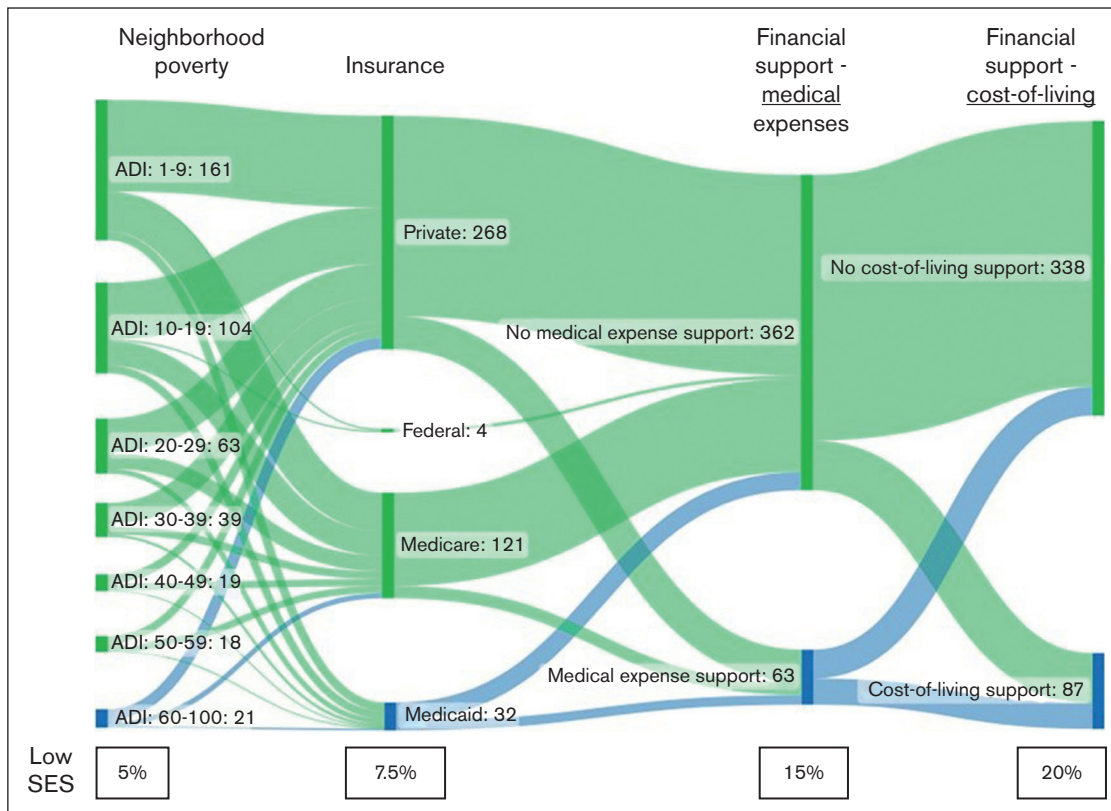 Neighborhood
poverty
Insurance
Financial
support -
medical
expenses
Financial
support -
cost-of-living
ADI: 1-9: 161
ADI: 10-19: 104
ADI: 20-29: 63
ADI: 30-39: 39
ADI: 40-49: 19
ADI: 50-59: 18
ADI: 60-100: 21
Private: 268
Federal: 4
Medicare: 121
Medicaid: 32
No medical expense support: 362
Medical expense support: 63
No cost-of-living support: 338
Cost-of-living support: 87
Low
SES
5%
7.5%
15%
20%